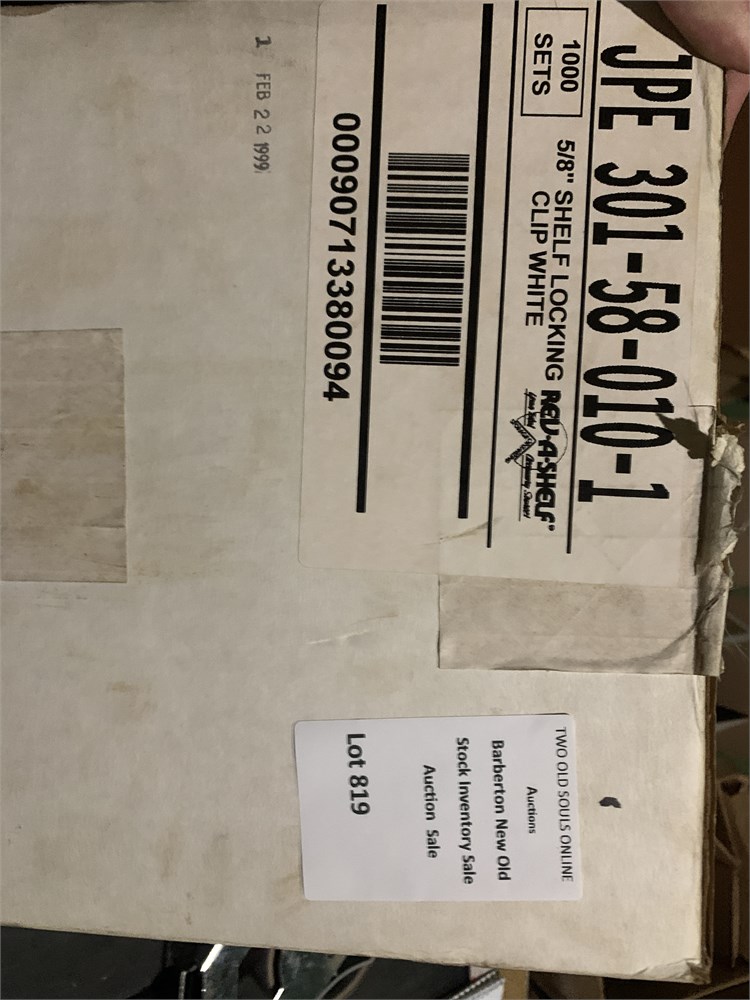 JPE 301-58-010-1
1000
SETS
5/8" SHELF LOCKING
CLIP WHITE
REV-A-SHELF®
00090713380094
1 FEB 22 1999
TWO OLD SOULS ONLINE
Auctions
Barberton New Old
Stock Inventory Sale
Auction Sale
Lot 819